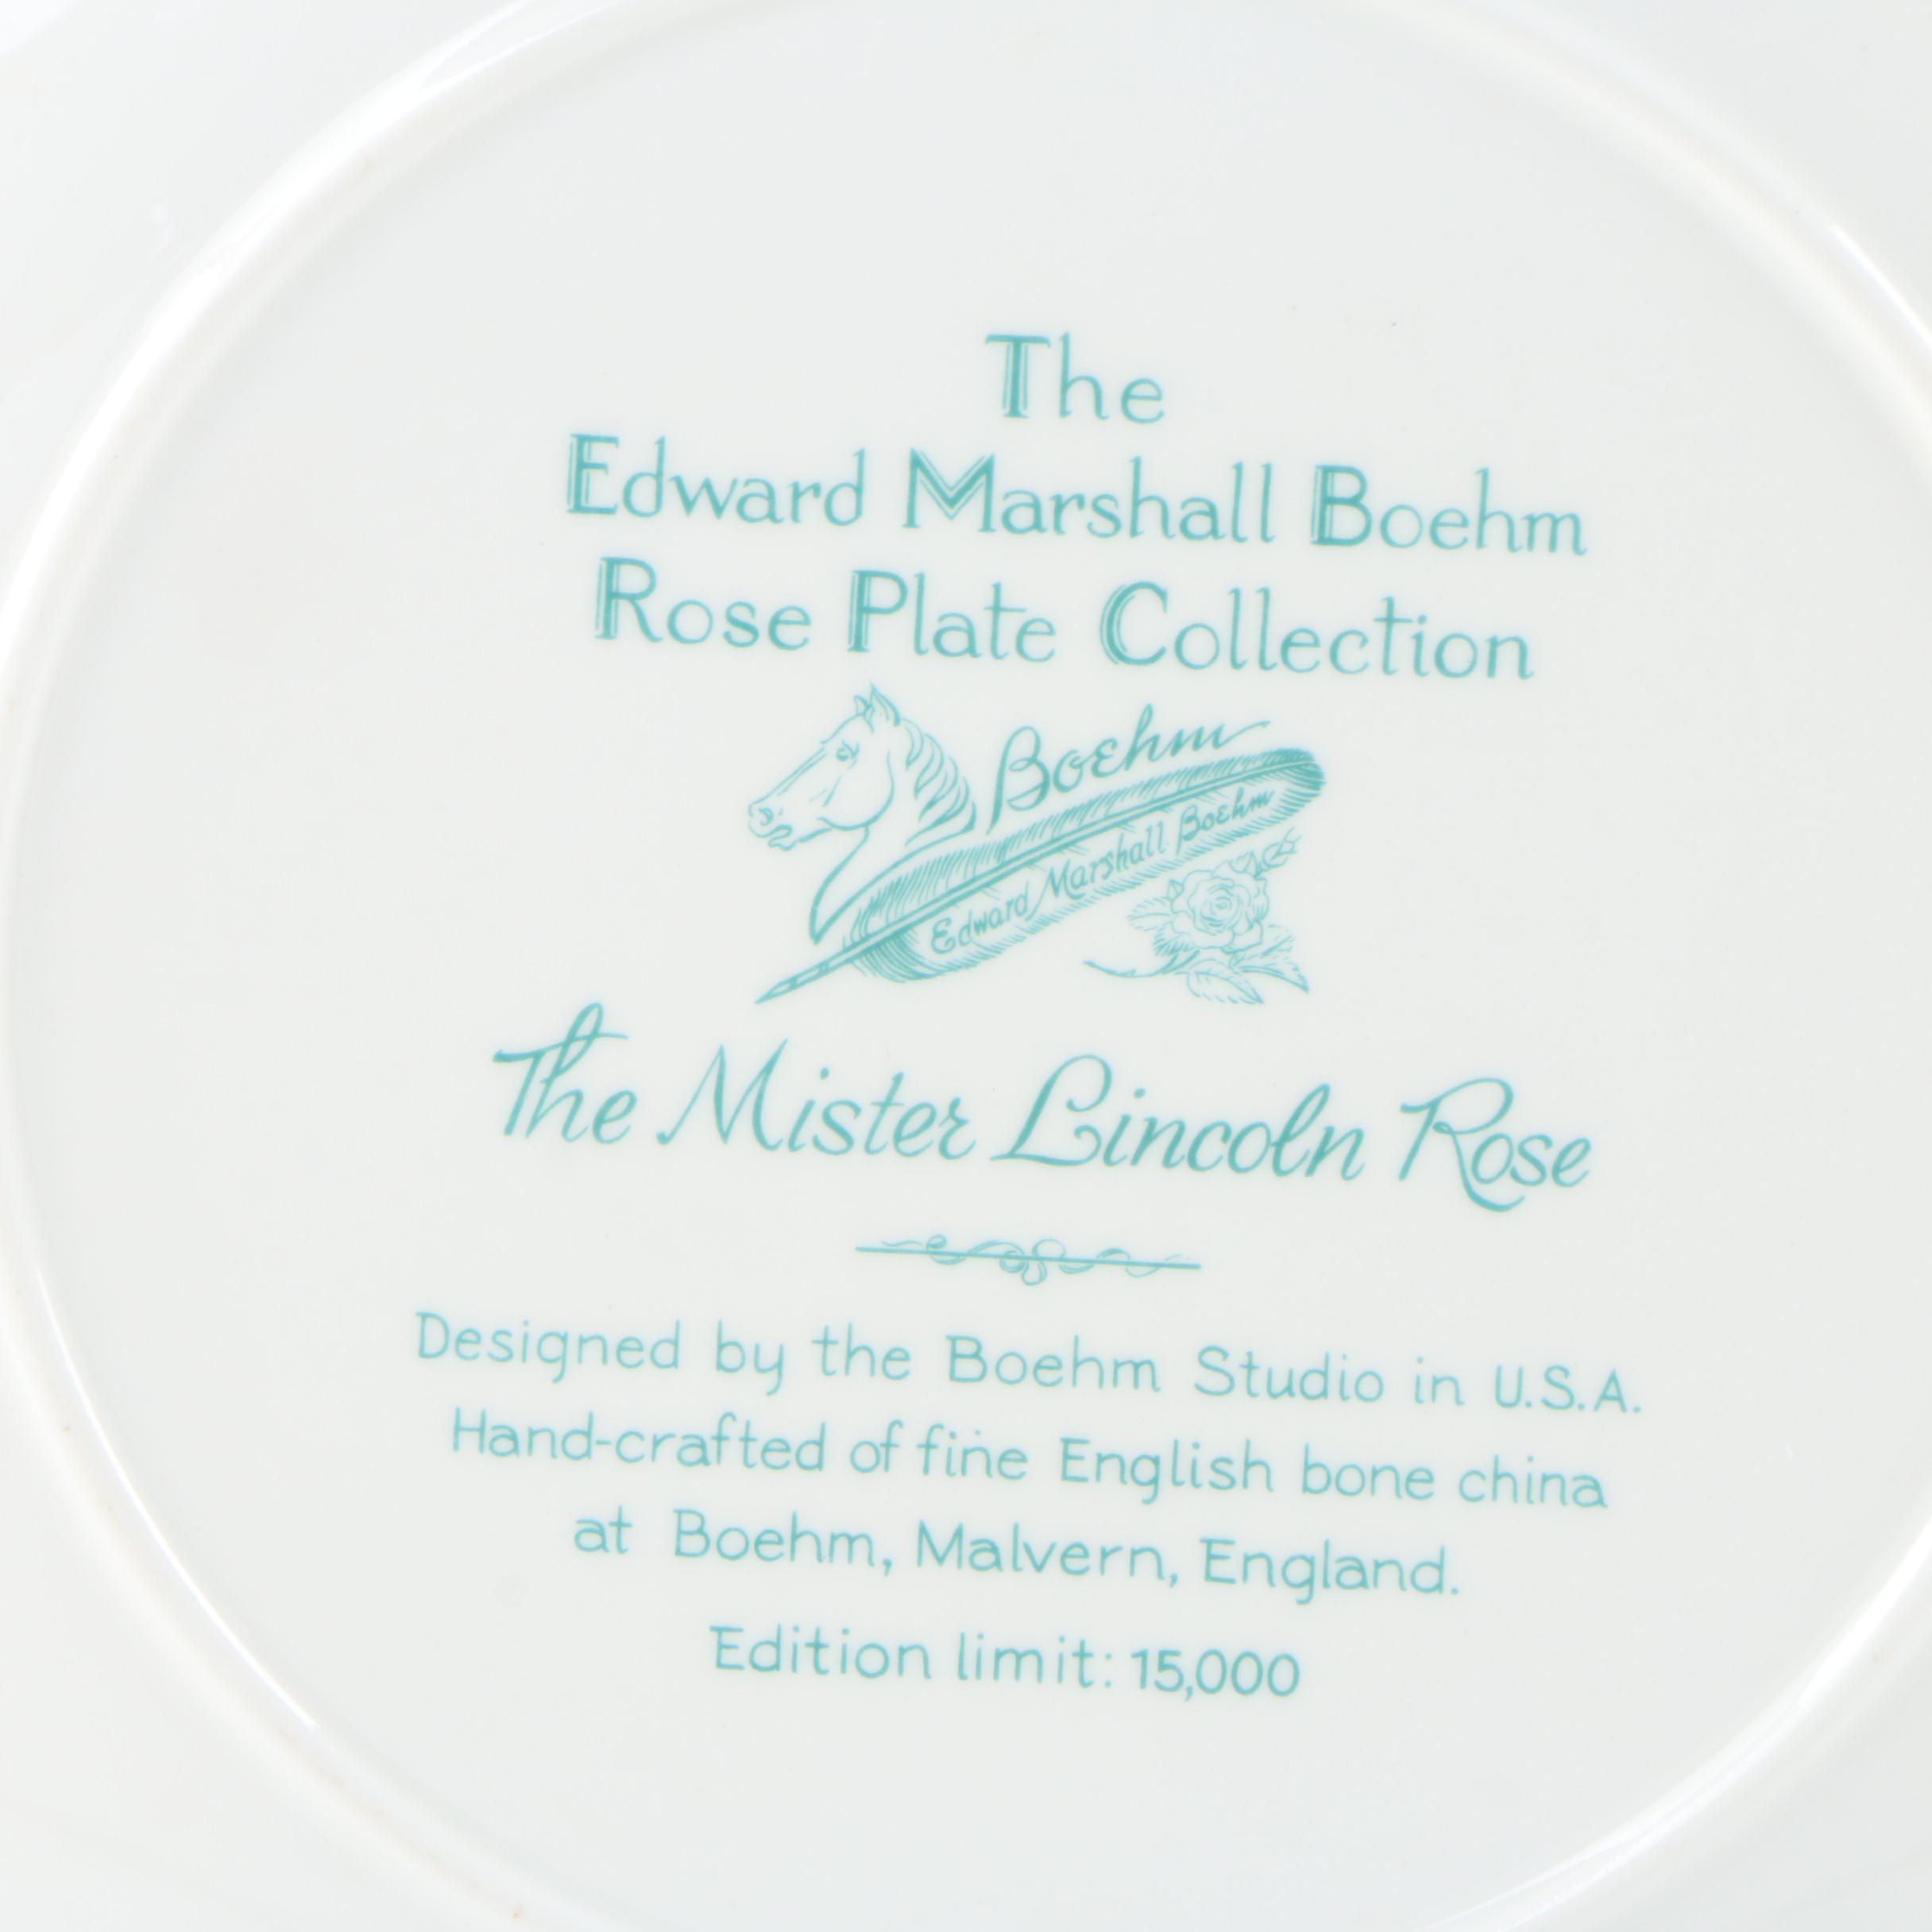 The
Edward Marshall Boehm
Rose Plate Collection
Boehm
Edward Marshall Boehm
The Mister Lincoln Rose
Designed by the Boehm Studio in U.S.A.
Hand-crafted of fine English bone china
at Boehm, Malvern, England.
Edition limit: 15,000